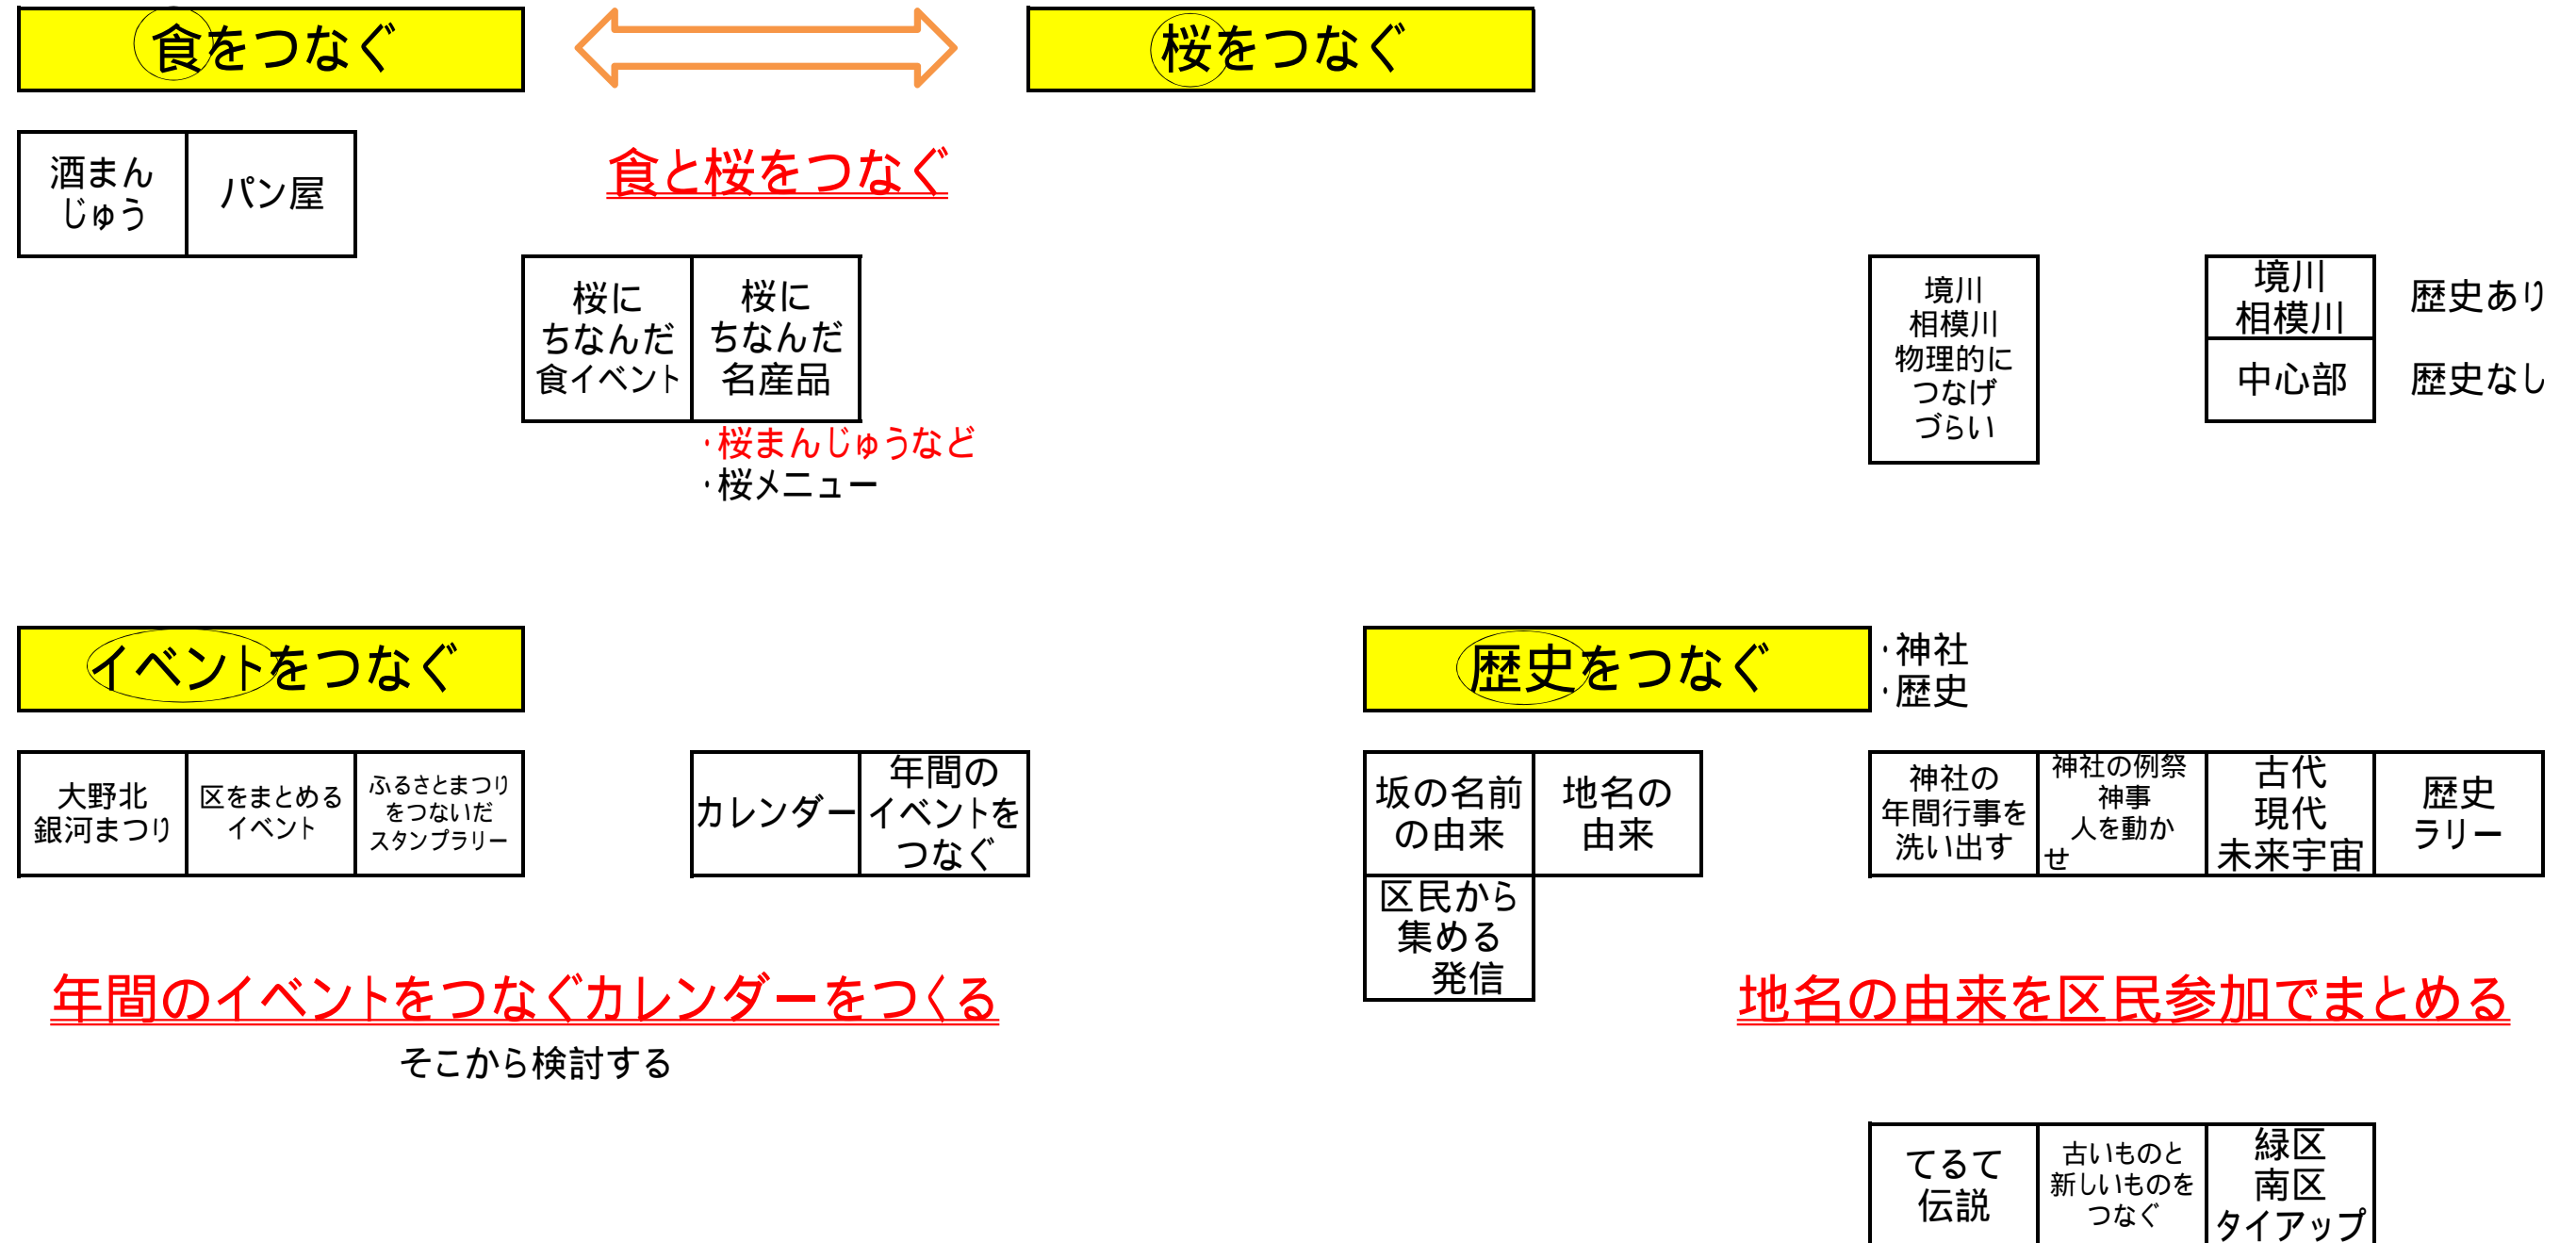 食をつなぐ
桜をつなぐ
酒まん
じゅう
パン屋
食と桜をつなぐ
桜に
ちなんだ
食イベント
桜に
ちなんだ
名産品
・桜まんじゅうなど
・桜メニュー
境川
相模川
物理的に
つなげ
づらい
境川
相模川
歴史あり
中心部
歴史なし
イベントをつなぐ
歴史をつなぐ
・神社
・歴史
大野北
銀河まつり
区をまとめる
イベント
ふるさとまつり
をつないだ
スタンプラリー
カレンダー
年間の
イベントを
つなぐ
坂の名前
の由来
地名の
由来
神社の
年間行事を
洗い出す
神社の例祭
神事
人を動か
せ
古代
現代
未来宇宙
歴史
ラリー
区民から
集める
発信
年間のイベントをつなぐカレンダーをつくる
そこから検討する
地名の由来を区民参加でまとめる
てるて
伝説
古いものと
新しいものを
つなぐ
緑区
南区
タイアップ